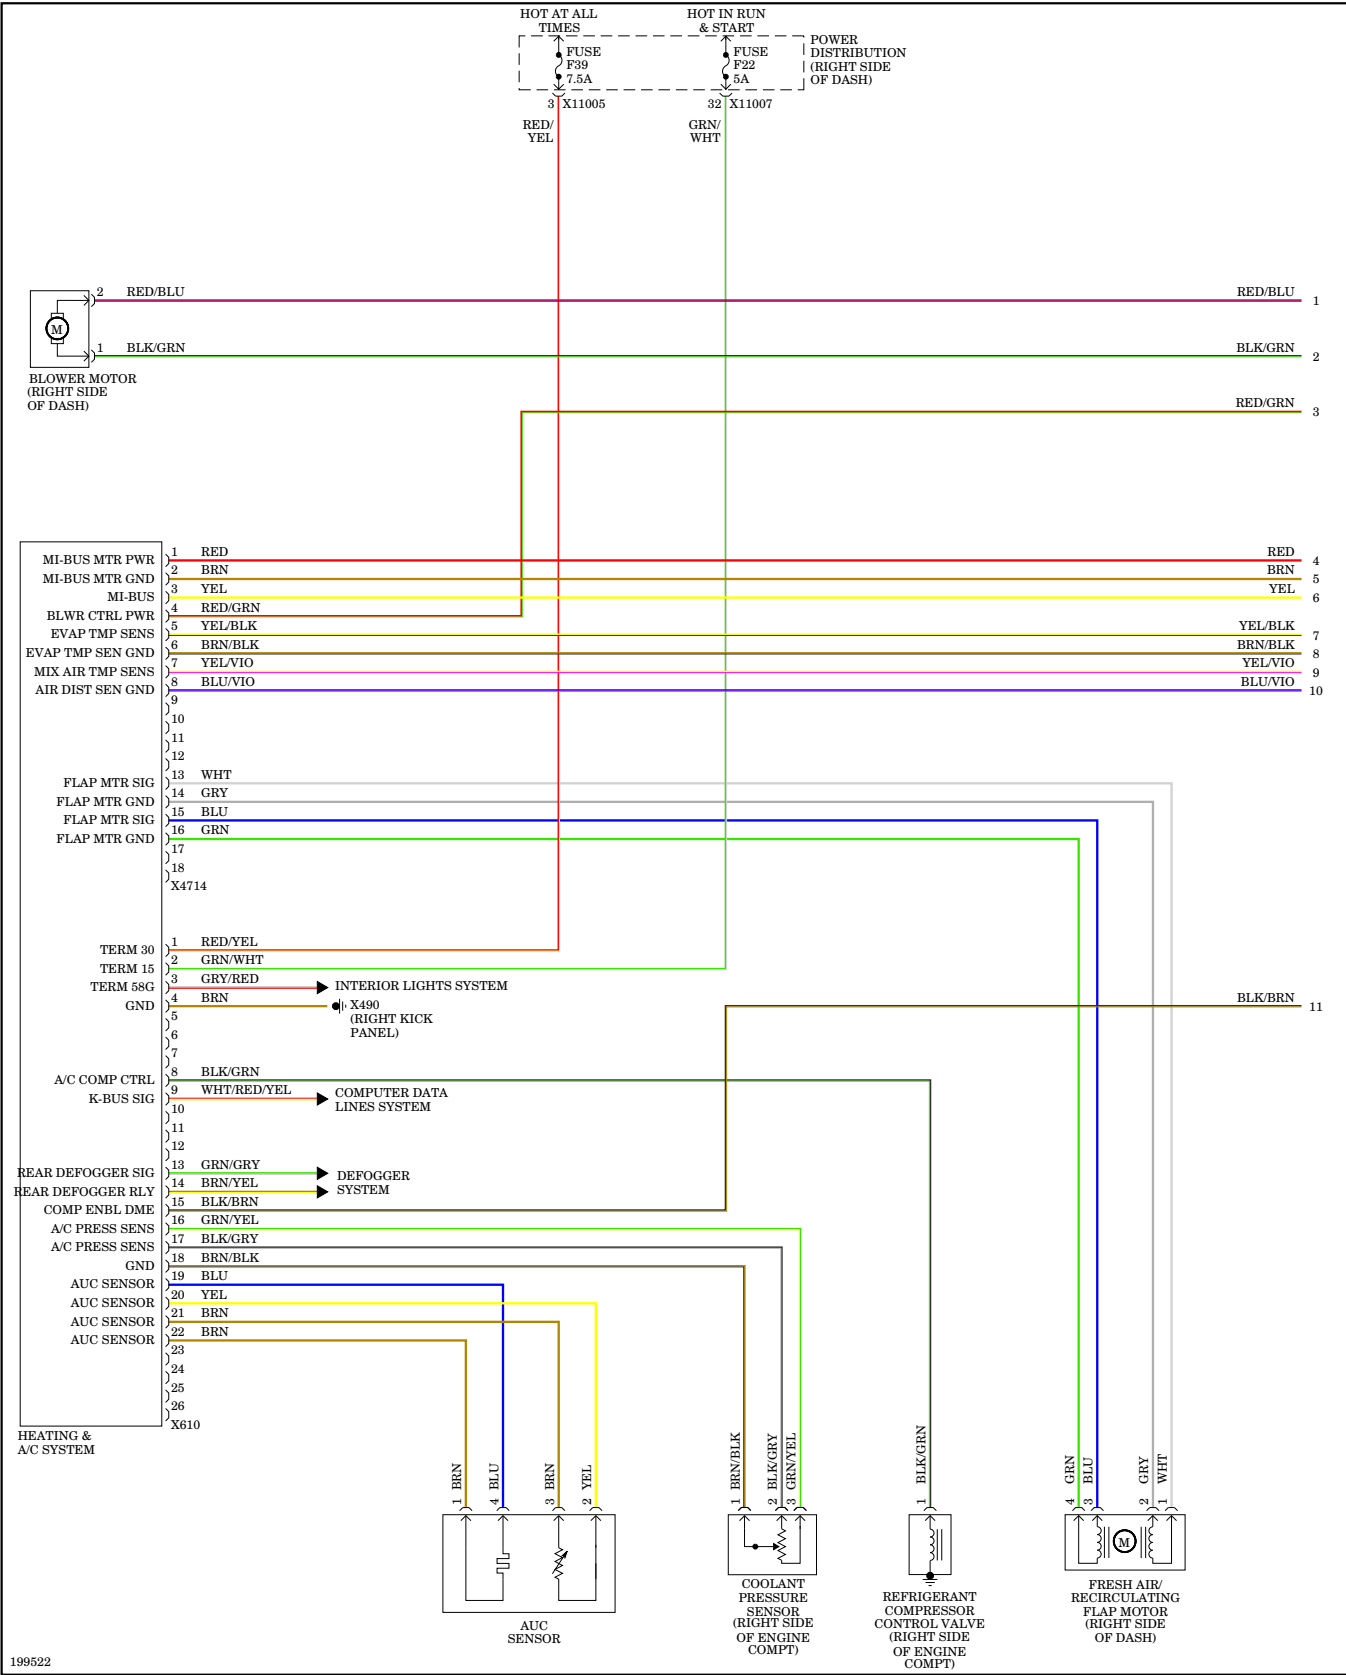 HOT AT ALL
TIMES
HOT IN RUN
& START
FUSE
F39
7.5A
FUSE
F22
5A
POWER
DISTRIBUTION
(RIGHT SIDE
OF DASH)
3 X11005
32 X11007
RED/
YEL
GRN/
WHT
2 RED/BLU
RED/BLU 1
M
1 BLK/GRN
BLK/GRN 2
BLOWER MOTOR
(RIGHT SIDE
OF DASH)
RED/GRN 3
MI-BUS MTR PWR 1 RED
RED 4
MI-BUS MTR GND 2 BRN
BRN 5
MI-BUS 3 YEL
YEL 6
BLWR CTRL PWR 4 RED/GRN
EVAP TMP SENS 5 YEL/BLK
YEL/BLK 7
EVAP TMP SEN GND 6 BRN/BLK
BRN/BLK 8
MIX AIR TMP SENS 7 YEL/VIO
YEL/VIO 9
AIR DIST SEN GND 8 BLU/VIO
BLU/VIO 10
9
10
11
12
FLAP MTR SIG 13 WHT
FLAP MTR GND 14 GRY
FLAP MTR SIG 15 BLU
FLAP MTR GND 16 GRN
17
18
X4714
TERM 30 1 RED/YEL
TERM 15 2 GRN/WHT
TERM 58G 3 GRY/RED
INTERIOR LIGHTS SYSTEM
GND 4 BRN
X490
(RIGHT KICK
PANEL)
BLK/BRN 11
5
6
7
A/C COMP CTRL 8 BLK/GRN
K-BUS SIG 9 WHT/RED/YEL
COMPUTER DATA
LINES SYSTEM
10
11
12
REAR DEFOGGER SIG 13 GRN/GRY
REAR DEFOGGER RLY 14 BRN/YEL
DEFOGGER
SYSTEM
COMP ENBL DME 15 BLK/BRN
A/C PRESS SENS 16 GRN/YEL
A/C PRESS SENS 17 BLK/GRY
GND 18 BRN/BLK
AUC SENSOR 19 BLU
AUC SENSOR 20 YEL
AUC SENSOR 21 BRN
AUC SENSOR 22 BRN
23
24
25
26
X610
HEATING &
A/C SYSTEM
1 BRN
4 BLU
3 BRN
2 YEL
1 BRN/BLK
2 BLK/GRY
3 GRN/YEL
1 BLK/GRN
4 GRN
3 BLU
2 GRY
1 WHT
M
AUC
SENSOR
COOLANT
PRESSURE
SENSOR
(RIGHT SIDE
OF ENGINE
COMPT)
REFRIGERANT
COMPRESSOR
CONTROL VALVE
(RIGHT SIDE
OF ENGINE
COMPT)
FRESH AIR/
RECIRCULATING
FLAP MOTOR
(RIGHT SIDE
OF DASH)
199522